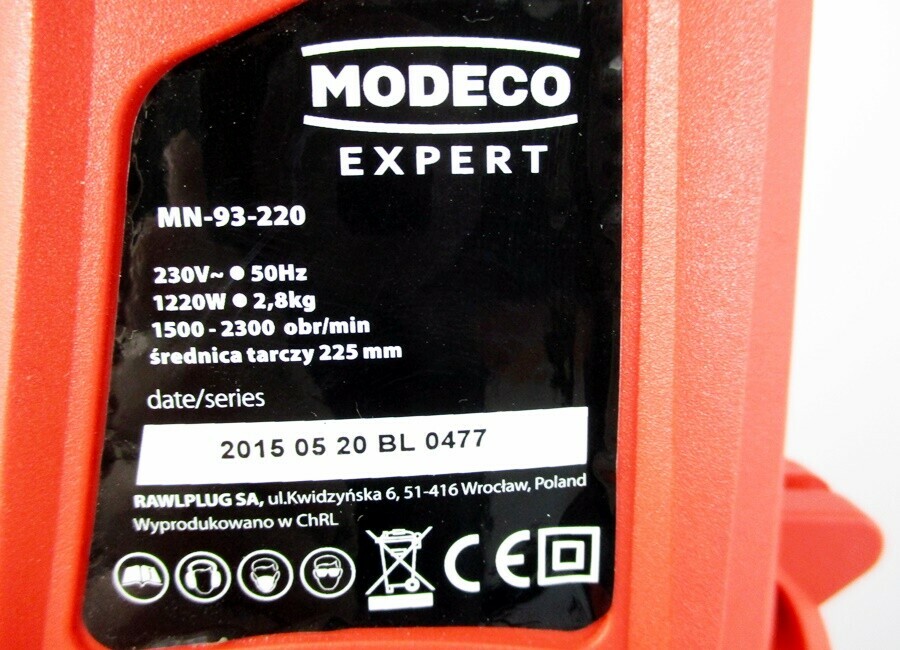 MODECO
EXPERT
MN-93-220
230V~ ● 50Hz
1220W ● 2,8kg
1500 - 2300 obr/min
średnica tarczy 225 mm
date/series
2015 05 20 BL 0477
RAWLPLUG SA, ul.Kwidzyńska 6, 51-416 Wrocław, Poland
Wyprodukowano w ChRL
CE